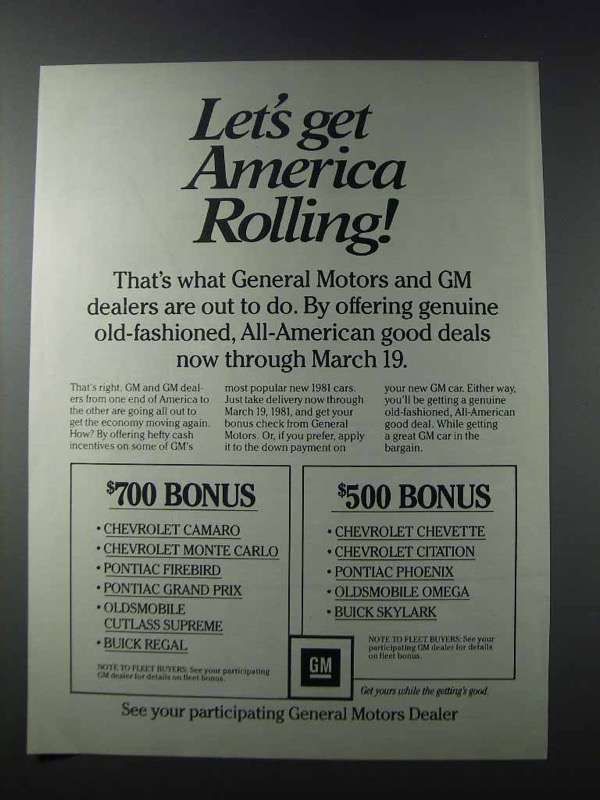 Let's get
America
Rolling!
That's what General Motors and GM
dealers are out to do. By offering genuine
old-fashioned, All-American good deals
now through March 19.
That's right, GM and GM deal-
ers from one end of America to
the other are going all out to
get the economy moving again.
How? By offering hefty cash
incentives on some of GM's
most popular new 1981 cars.
Just take delivery now through
March 19, 1981, and get your
bonus check from General
Motors. Or, if you prefer, apply
it to the down payment on
your new GM car. Either way,
you'll be getting a genuine
old-fashioned, All-American
good deal. While getting
a great GM car in the
bargain.
$700 BONUS
• CHEVROLET CAMARO
• CHEVROLET MONTE CARLO
• PONTIAC FIREBIRD
• PONTIAC GRAND PRIX
• OLDSMOBILE
CUTLASS SUPREME
• BUICK REGAL
NOTE TO FLEET BUYERS: See your participating
GM dealer for details on fleet bonus.
$500 BONUS
• CHEVROLET CHEVETTE
• CHEVROLET CITATION
• PONTIAC PHOENIX
• OLDSMOBILE OMEGA
• BUICK SKYLARK
NOTE TO FLEET BUYERS: See your
participating GM dealer for details
on fleet bonus.
GM
Get yours while the getting's good.
See your participating General Motors Dealer